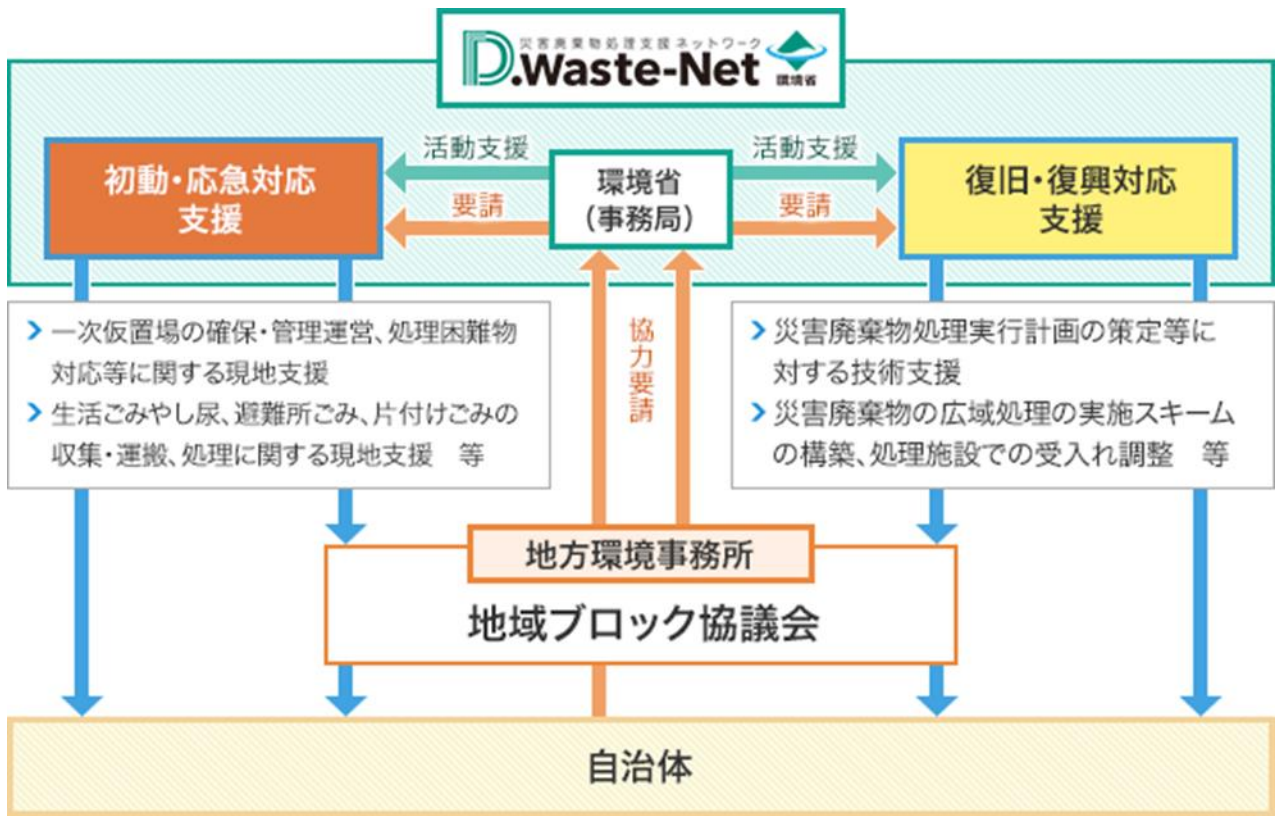 災害廃棄物処理支援ネットワーク
D.Waste-Net
環境省
初動・応急対応
支援
活動支援
要請
環境省
(事務局)
活動支援
要請
復旧・復興対応
支援
一次仮置場の確保・管理運営、処理困難物
対応等に関する現地支援
生活ごみやし尿、避難所ごみ、片付けごみの
収集・運搬、処理に関する現地支援 等
協力要請
災害廃棄物処理実行計画の策定等に
対する技術支援
災害廃棄物の広域処理の実施スキーム
の構築、処理施設での受入れ調整 等
地方環境事務所
地域ブロック協議会
自治体